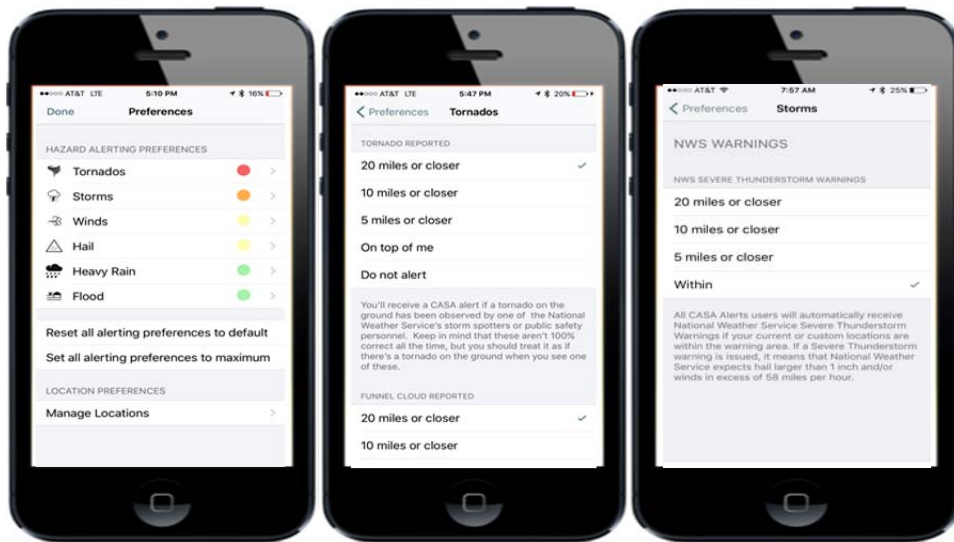 AT&T LTE 5:10 PM 16%
Done Preferences
HAZARD ALERTING PREFERENCES
Tornados
Storms
Winds
Hail
Heavy Rain
Flood
Reset all alerting preferences to default
Set all alerting preferences to maximum
LOCATION PREFERENCES
Manage Locations
AT&T LTE 5:47 PM 20%
Preferences Tornados
TORNADO REPORTED
20 miles or closer
10 miles or closer
5 miles or closer
On top of me
Do not alert
You'll receive a CASA alert if a tornado on the
ground has been observed by one of the National
Weather Service's storm spotters or public safety
personnel. Keep in mind that these aren't 100%
correct all the time, but you should treat it as if
there's a tornado on the ground when you see one
of these.
FUNNEL CLOUD REPORTED
20 miles or closer
10 miles or closer
AT&T 7:57 AM 25%
Preferences Storms
NWS WARNINGS
NWS SEVERE THUNDERSTORM WARNINGS
20 miles or closer
10 miles or closer
5 miles or closer
Within
All CASA Alerts users will automatically receive
National Weather Service Severe Thunderstorm
Warnings if your current or custom locations are
within the warning area. If a Severe Thunderstorm
warning is issued, it means that National Weather
Service expects hail larger than 1 inch and/or
winds in excess of 58 miles per hour.